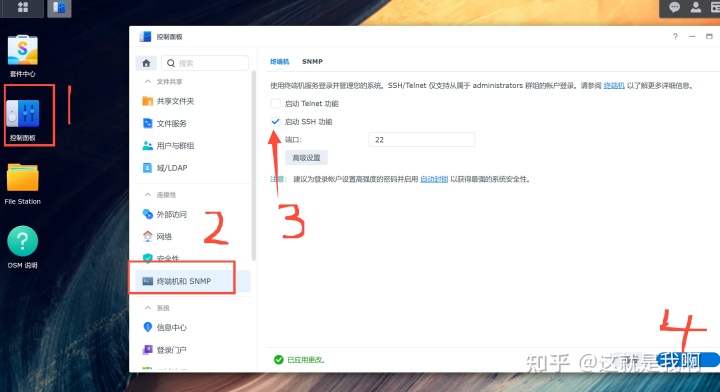 套件中心
控制面板
File Station
DSM 说明
1
2
3
4
控制面板
搜索
文件共享
共享文件夹
文件服务
用户与群组
域/LDAP
连接性
外部访问
网络
安全性
终端机和 SNMP
系统
信息中心
登录门户
终端机 SNMP
使用终端机服务登录并管理您的系统。SSH/Telnet 仅支持从属于 administrators 群组的帐户登录。请参阅 终端机 以了解更多详细信息。
启动 Telnet 功能
启动 SSH 功能
端口: 22
高级设置
注意: 建议为登录帐户设置高强度的密码并启用 自动封锁 以获得最强的系统安全性。
已应用更改。
知乎 @这就是我啊